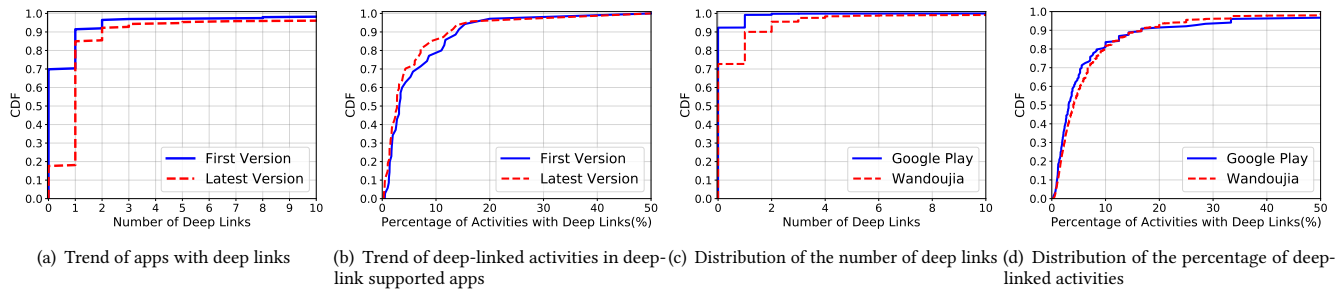 1.0
0.9
0.8
0.7
0.6
0.5
0.4
0.3
0.2
0.1
0.0
CDF
0 1 2 3 4 5 6 7 8 9 10
Number of Deep Links
First Version
Latest Version
(a) Trend of apps with deep links
1.0
0.9
0.8
0.7
0.6
0.5
0.4
0.3
0.2
0.1
0.0
CDF
0 10 20 30 40 50
Percentage of Activities with Deep Links(%)
First Version
Latest Version
(b) Trend of deep-linked activities in deep-
link supported apps
1.0
0.9
0.8
0.7
0.6
0.5
0.4
0.3
0.2
0.1
0.0
CDF
0 2 4 6 8 10
Number of Deep Links
Google Play
Wandoujia
(c) Distribution of the number of deep links
1.0
0.9
0.8
0.7
0.6
0.5
0.4
0.3
0.2
0.1
0.0
CDF
0 10 20 30 40 50
Percentage of Activities with Deep Links(%)
Google Play
Wandoujia
(d) Distribution of the percentage of deep-
linked activities